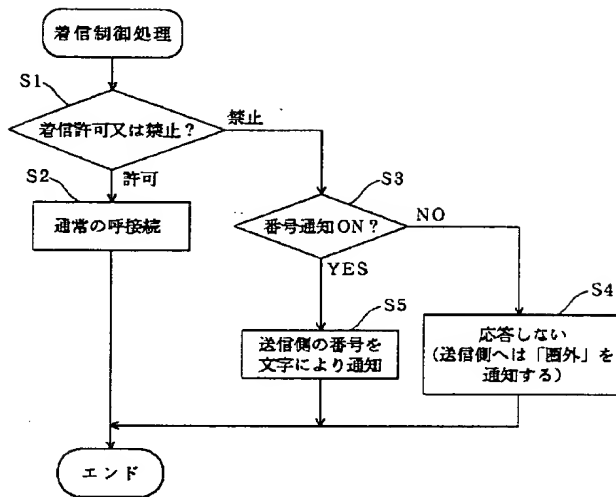 着信制御処理
S1
着信許可又は禁止？
禁止
S2
許可
通常の呼接続
S3
番号通知ON？
NO
YES
S5
送信側の番号を
文字により通知
S4
応答しない
(送信側へは「圏外」を
通知する)
エンド